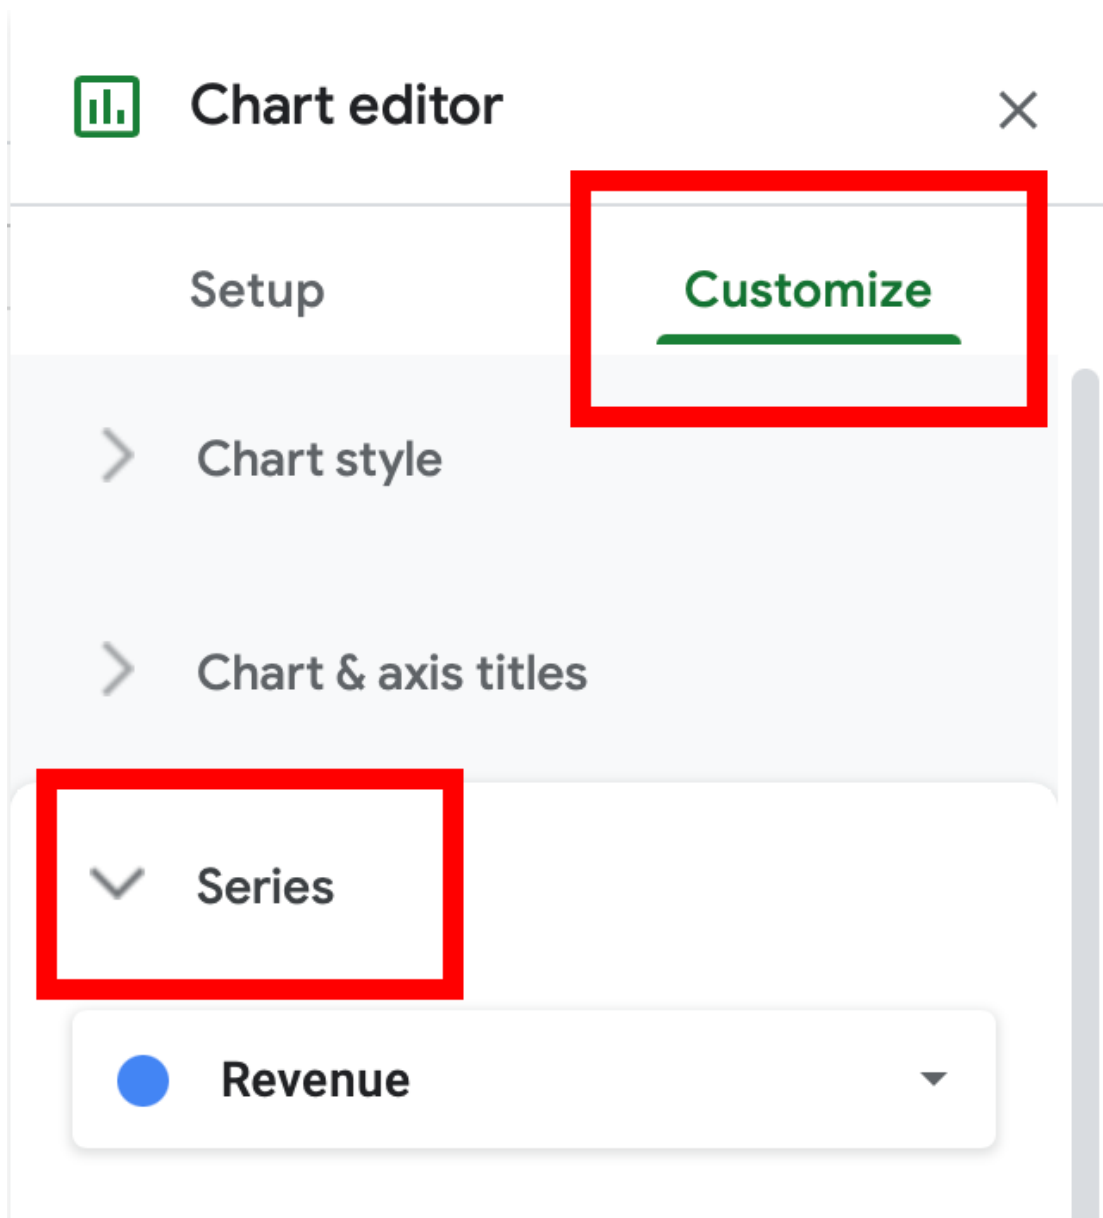 Chart editor
Setup Customize
Chart style
Chart & axis titles
Series
Revenue